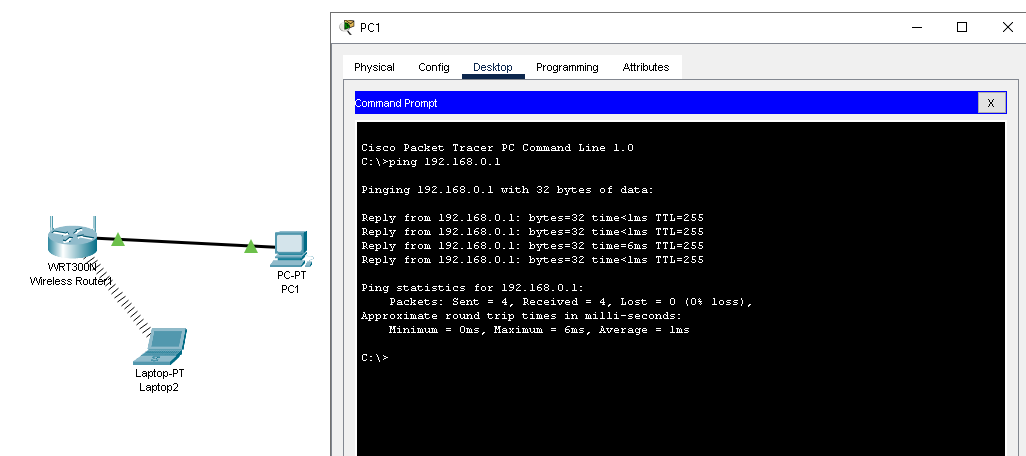 PC1
Physical Config Desktop Programming Attributes
Command Prompt
X
Cisco Packet Tracer PC Command Line 1.0
C:\>ping 192.168.0.1
Pinging 192.168.0.1 with 32 bytes of data:
Reply from 192.168.0.1: bytes=32 time<1ms TTL=255
Reply from 192.168.0.1: bytes=32 time<1ms TTL=255
Reply from 192.168.0.1: bytes=32 time=6ms TTL=255
Reply from 192.168.0.1: bytes=32 time<1ms TTL=255
Ping statistics for 192.168.0.1:
Packets: Sent = 4, Received = 4, Lost = 0 (0% loss),
Approximate round trip times in milli-seconds:
Minimum = 0ms, Maximum = 6ms, Average = 1ms
C:\>
WRT300N
Wireless Router1
PC-PT
PC1
Laptop-PT
Laptop2